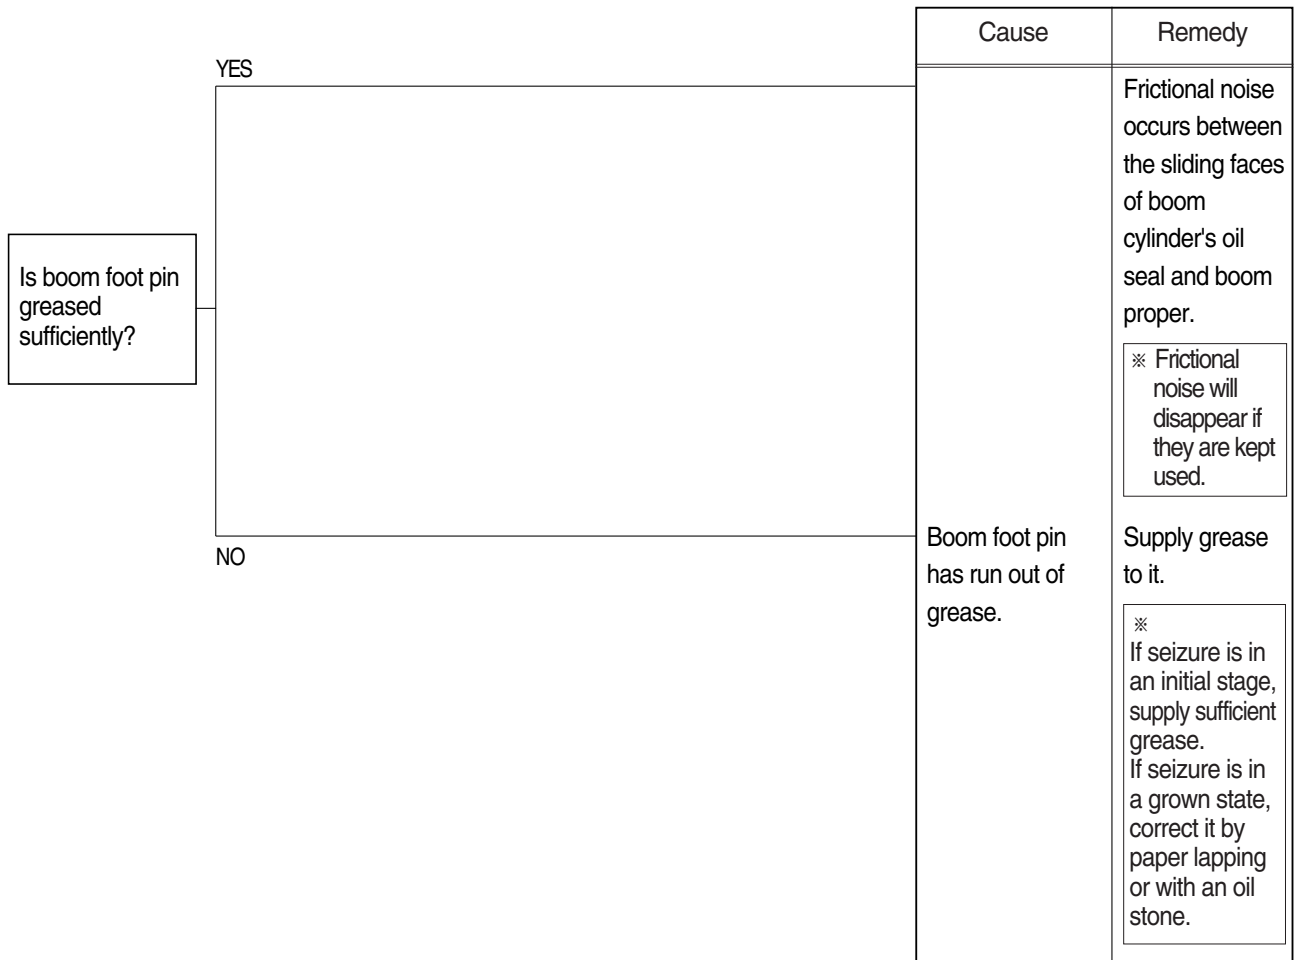 Cause
Remedy
YES
Frictional noise
occurs between
the sliding faces
of boom
cylinder's oil
seal and boom
proper.
※ Frictional
noise will
disappear if
they are kept
used.
Is boom foot pin
greased
sufficiently?
NO
Boom foot pin
has run out of
grease.
Supply grease
to it.
※
If seizure is in
an initial stage,
supply sufficient
grease.
If seizure is in
a grown state,
correct it by
paper lapping
or with an oil
stone.